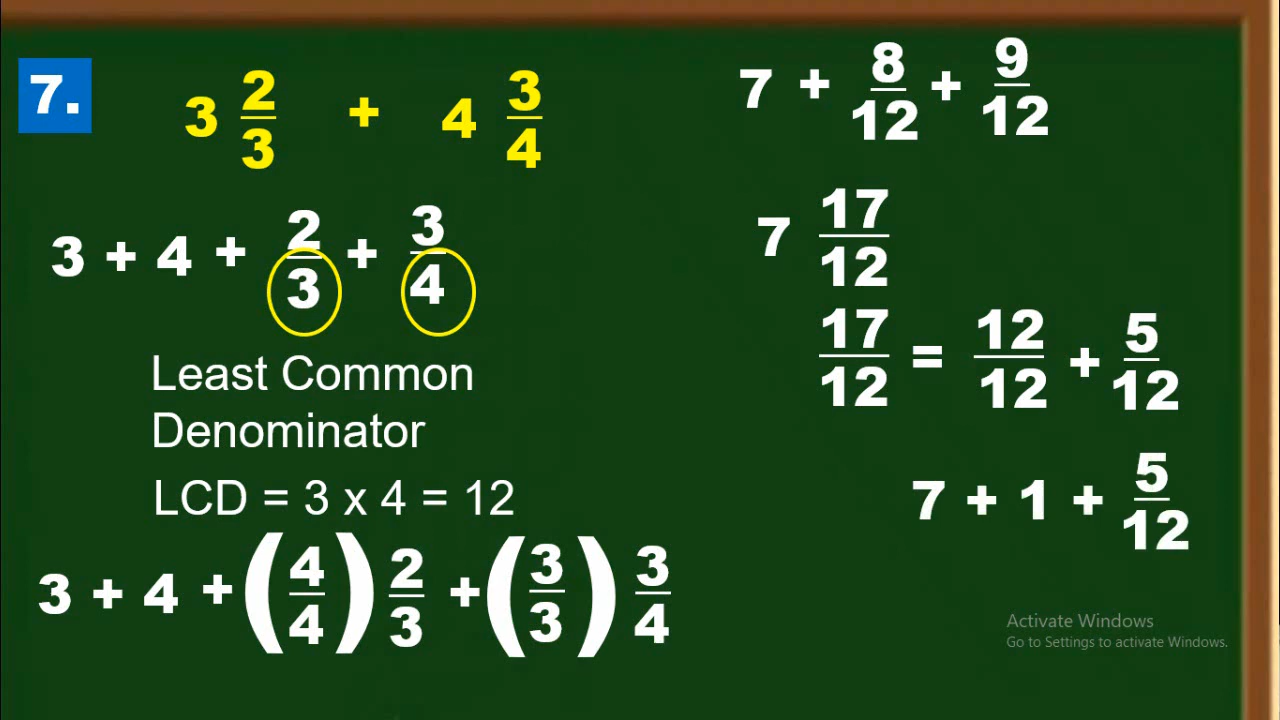 7.
3 2/3 + 4 3/4
3 + 4 + 2/3 + 3/4
Least Common
Denominator
LCD = 3 x 4 = 12
3 + 4 + (4/4) 2/3 + (3/3) 3/4
7 + 8/12 + 9/12
7 17/12
17/12 = 12/12 + 5/12
7 + 1 + 5/12
Activate Windows
Go to Settings to activate Windows.